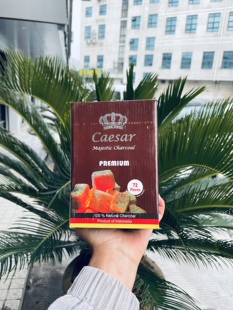 Caesar
Majestic Charcoal
PREMIUM
72
Pieces
100% Natural Charcoal
Product of Indonesia